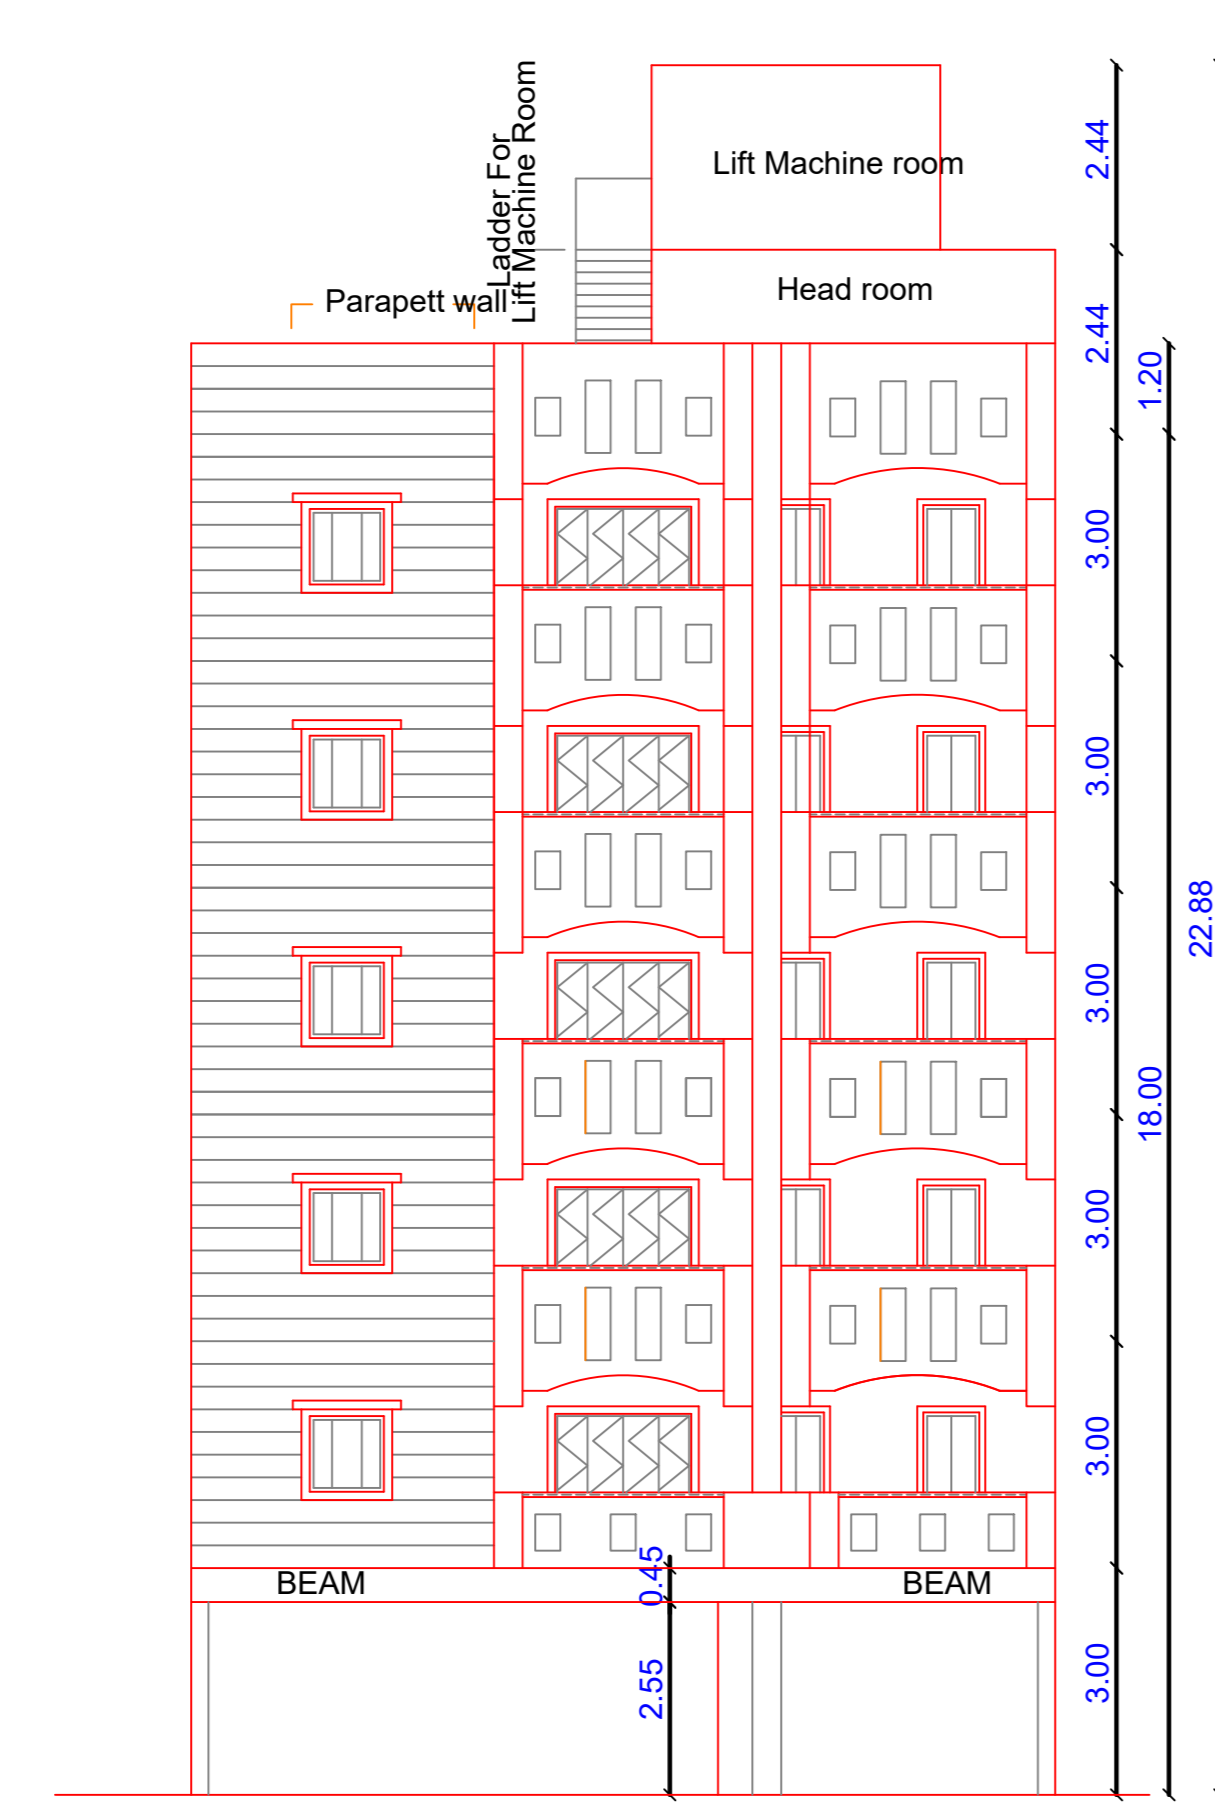 Ladder For
Lift Machine Room
Lift Machine room
2.44
Head room
Parapett wall
2.44
1.20
3.00
3.00
22.88
3.00
18.00
3.00
3.00
0.45
BEAM
BEAM
2.55
3.00